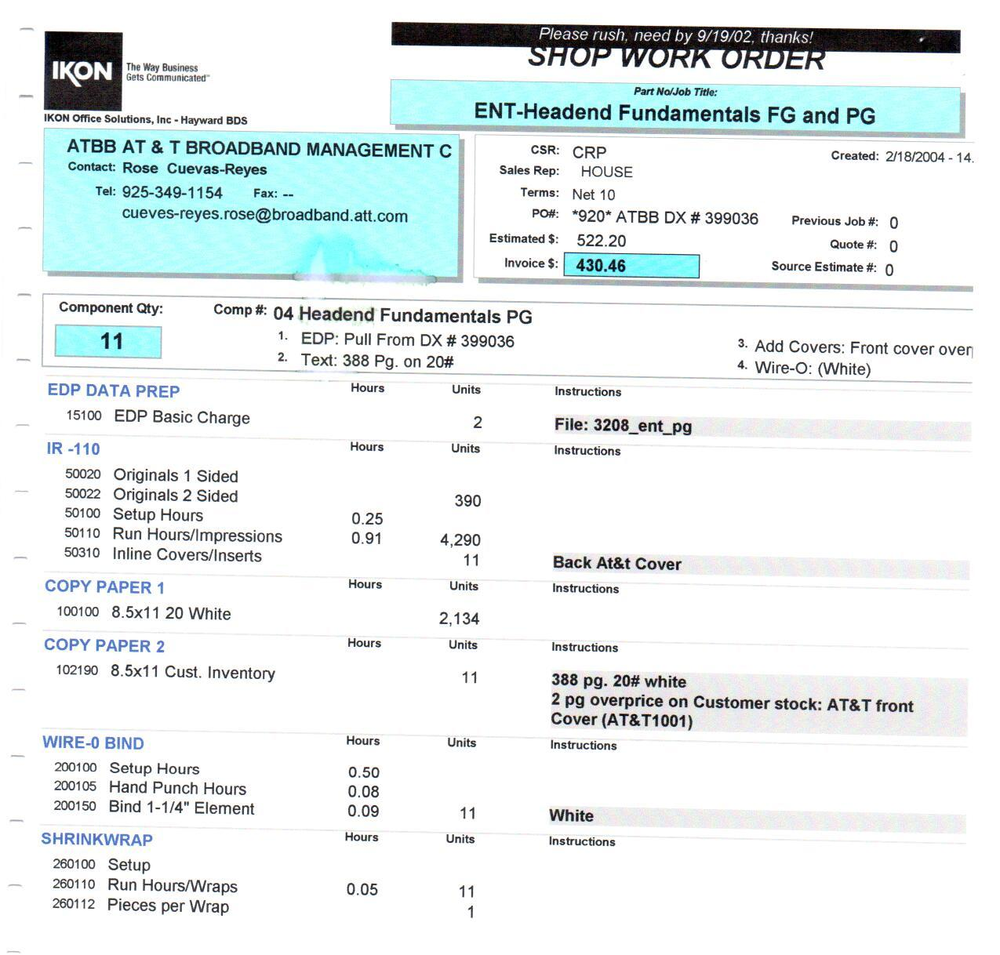 Please rush, need by 9/19/02, thanks!
SHOP WORK ORDER
IKON The Way Business
Gets Communicated™
IKON Office Solutions, Inc - Hayward BDS
Part No/Job Title:
ENT-Headend Fundamentals FG and PG
ATBB AT & T BROADBAND MANAGEMENT C
Contact: Rose Cuevas-Reyes
Tel: 925-349-1154 Fax: --
cueves-reyes.rose@broadband.att.com
CSR: CRP Created: 2/18/2004 - 14.
Sales Rep: HOUSE
Terms: Net 10
PO#: *920* ATBB DX # 399036 Previous Job #: 0
Estimated $: 522.20 Quote #: 0
Invoice $: 430.46 Source Estimate #: 0
Component Qty: Comp #: 04 Headend Fundamentals PG
11 1. EDP: Pull From DX # 399036 3. Add Covers: Front cover over
2. Text: 388 Pg. on 20# 4. Wire-O: (White)
EDP DATA PREP Hours Units Instructions
15100 EDP Basic Charge 2 File: 3208_ent_pg
IR -110 Hours Units Instructions
50020 Originals 1 Sided
50022 Originals 2 Sided 390
50100 Setup Hours 0.25
50110 Run Hours/Impressions 0.91 4,290
50310 Inline Covers/Inserts 11 Back At&t Cover
COPY PAPER 1 Hours Units Instructions
100100 8.5x11 20 White 2,134
COPY PAPER 2 Hours Units Instructions
102190 8.5x11 Cust. Inventory 11 388 pg. 20# white
2 pg overprice on Customer stock: AT&T front
Cover (AT&T1001)
WIRE-0 BIND Hours Units Instructions
200100 Setup Hours 0.50
200105 Hand Punch Hours 0.08
200150 Bind 1-1/4" Element 0.09 11 White
SHRINKWRAP Hours Units Instructions
260100 Setup
260110 Run Hours/Wraps 0.05 11
260112 Pieces per Wrap 1